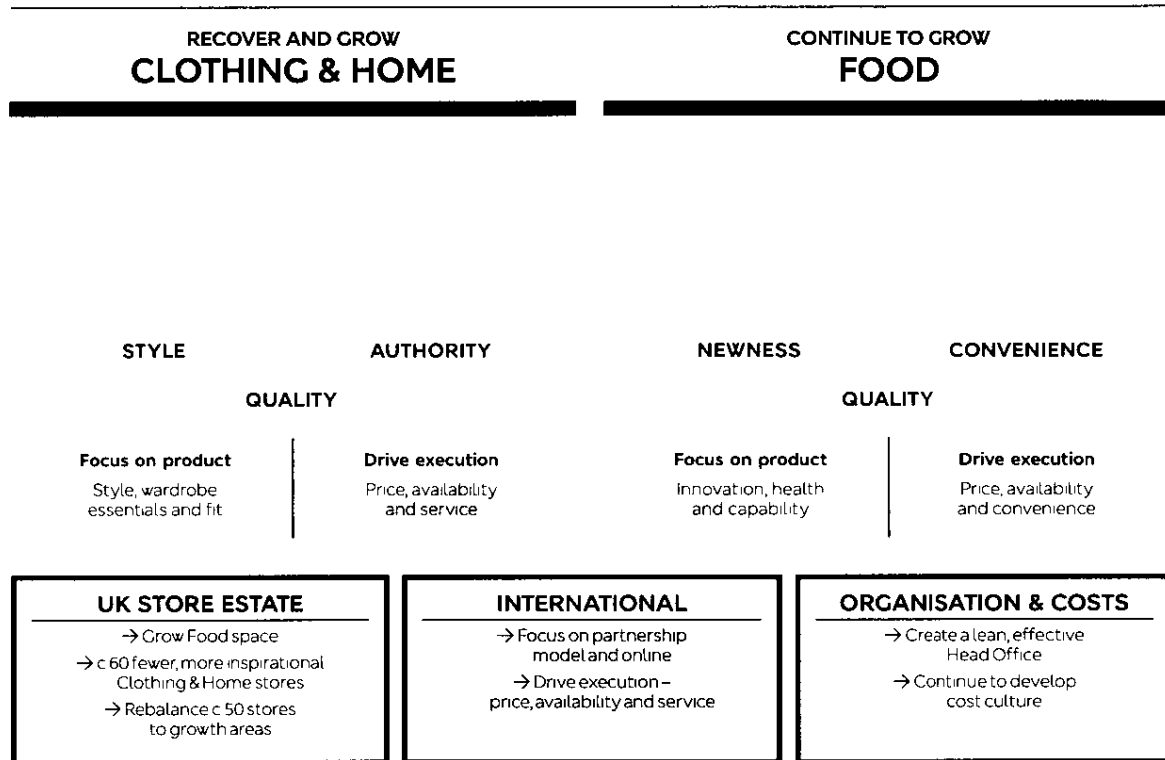 RECOVER AND GROW
CLOTHING & HOME
CONTINUE TO GROW
FOOD
STYLE
AUTHORITY
QUALITY
Focus on product
Style, wardrobe
essentials and fit
Drive execution
Price, availability
and service
NEWNESS
CONVENIENCE
QUALITY
Focus on product
Innovation, health
and capability
Drive execution
Price, availability
and convenience
UK STORE ESTATE
→ Grow Food space
→ c 60 fewer, more inspirational
Clothing & Home stores
→ Rebalance c 50 stores
to growth areas
INTERNATIONAL
→ Focus on partnership
model and online
→ Drive execution –
price, availability and service
ORGANISATION & COSTS
→ Create a lean, effective
Head Office
→ Continue to develop
cost culture